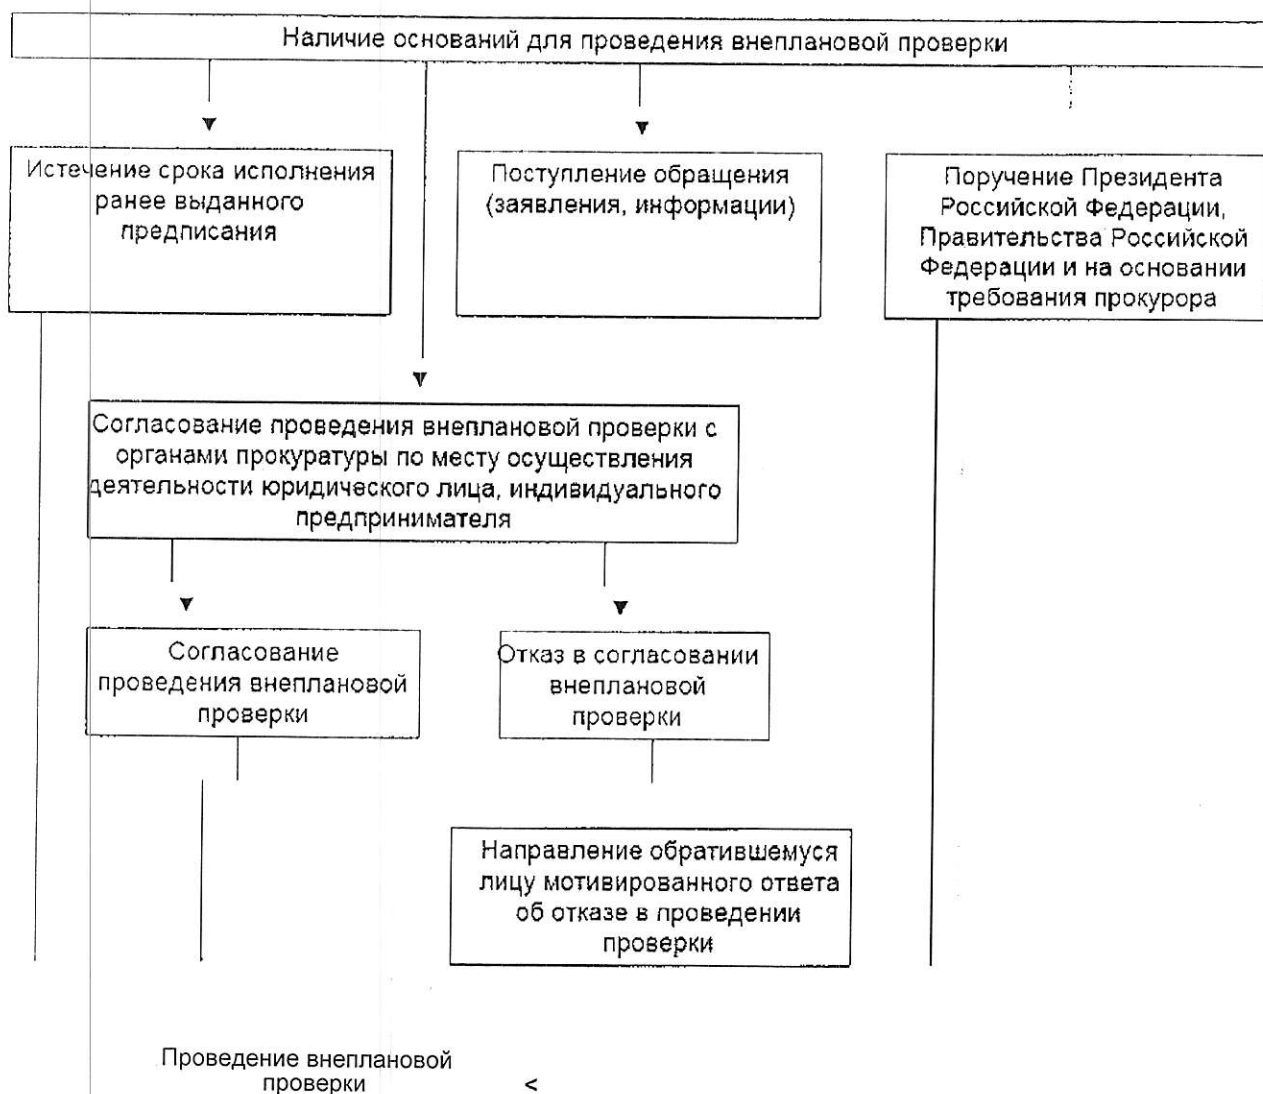 Наличие оснований для проведения внеплановой проверки
Истечение срока исполнения
ранее выданного
предписания
Поступление обращения
(заявления, информации)
Поручение Президента
Российской Федерации,
Правительства Российской
Федерации и на основании
требования прокурора
Согласование проведения внеплановой проверки с
органами прокуратуры по месту осуществления
деятельности юридического лица, индивидуального
предпринимателя
Согласование
проведения внеплановой
проверки
Отказ в согласовании
внеплановой
проверки
Направление обратившемуся
лицу мотивированного ответа
об отказе в проведении
проверки
Проведение внеплановой
проверки <